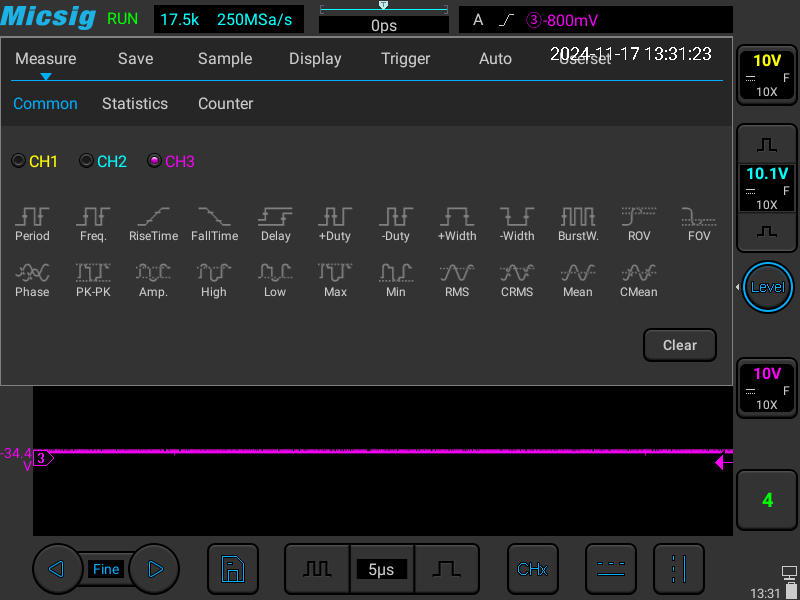 Micsig RUN 17.5k 250MSa/s 0ps A ③-800mV
Measure Save Sample Display Trigger Auto Userset
2024-11-17 13:31:23
10V
F
10X
Common Statistics Counter
CH1 CH2 CH3
10.1V
F
10X
Period Freq. RiseTime FallTime Delay +Duty -Duty +Width -Width BurstW. ROV FOV
Phase PK-PK Amp. High Low Max Min RMS CRMS Mean CMean
Level
Clear
10V
F
10X
-34.4
V
3
4
Fine 5µs CHx
13:31